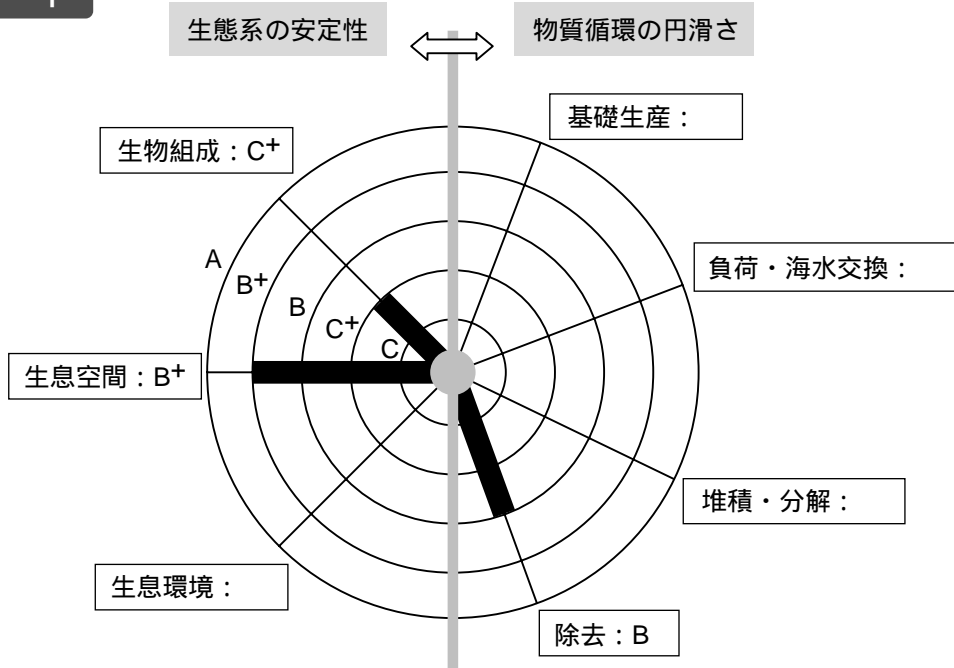 生態系の安定性
物質循環の円滑さ
基礎生産：
生物組成：C+
負荷・海水交換：
A
B+
B
C+
C
生息空間：B+
堆積・分解：
生息環境：
除去：B